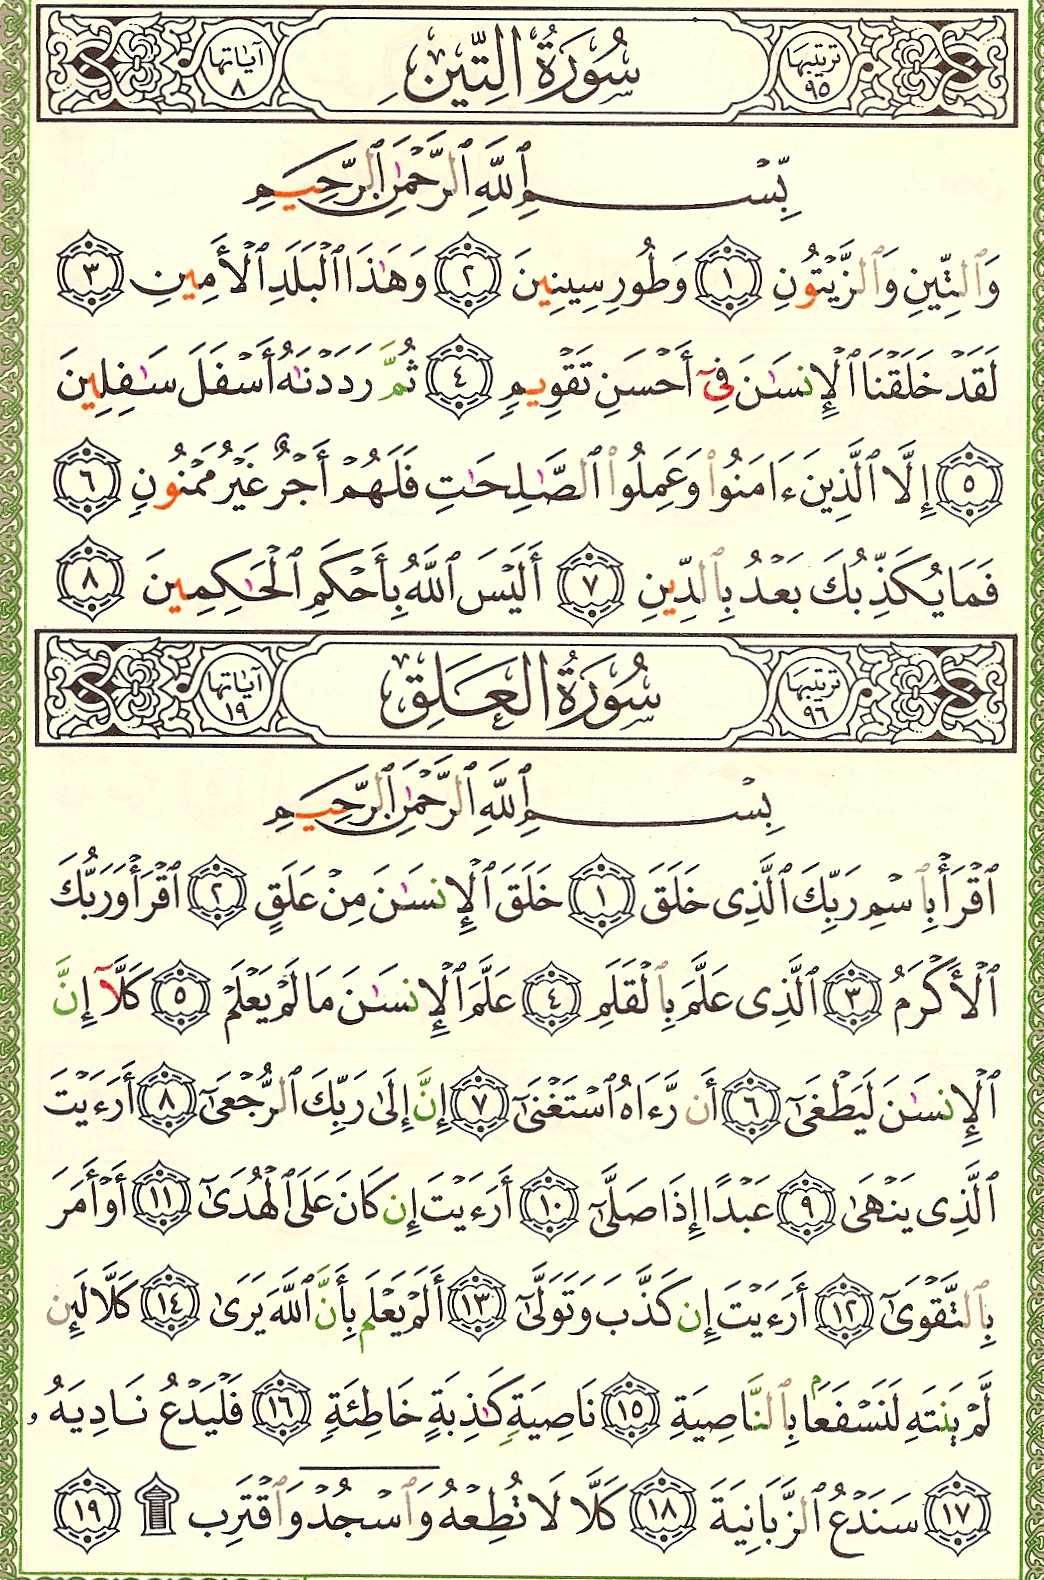 ترتيبها ٩٥ سُورَةُ التِّينِ آياتها ٨
بِّسۡمِ ٱللَّهِ ٱلرَّحۡمَٰنِ ٱلرَّحِيمِ
وَٱلتِّينِ وَٱلزَّيۡتُونِ ١ وَطُورِ سِينِينَ ٢ وَهَٰذَا ٱلۡبَلَدِ ٱلۡأَمِينِ ٣
لَقَدۡ خَلَقۡنَا ٱلۡإِنسَٰنَ فِيٓ أَحۡسَنِ تَقۡوِيمٖ ٤ ثُمَّ رَدَدۡنَٰهُ أَسۡفَلَ سَٰفِلِينَ
٥ إِلَّا ٱلَّذِينَ ءَامَنُواْ وَعَمِلُواْ ٱلصَّٰلِحَٰتِ فَلَهُمۡ أَجۡرٌ غَيۡرُ مَمۡنُونٖ ٦
فَمَا يُكَذِّبُكَ بَعۡدُ بِٱلدِّينِ ٧ أَلَيۡسَ ٱللَّهُ بِأَحۡكَمِ ٱلۡحَٰكِمِينَ ٨
ترتيبها ٩٦ سُورَةُ العَلَقِ آياتها ١٩
بِسۡمِ ٱللَّهِ ٱلرَّحۡمَٰنِ ٱلرَّحِيمِ
ٱقۡرَأۡ بِٱسۡمِ رَبِّكَ ٱلَّذِي خَلَقَ ١ خَلَقَ ٱلۡإِنسَٰنَ مِنۡ عَلَقٍ ٢ ٱقۡرَأۡ وَرَبُّكَ
ٱلۡأَكۡرَمُ ٣ ٱلَّذِي عَلَّمَ بِٱلۡقَلَمِ ٤ عَلَّمَ ٱلۡإِنسَٰنَ مَا لَمۡ يَعۡلَمۡ ٥ كَلَّآ إِنَّ
ٱلۡإِنسَٰنَ لَيَطۡغَىٰٓ ٦ أَن رَّءَاهُ ٱسۡتَغۡنَىٰٓ ٧ إِنَّ إِلَىٰ رَبِّكَ ٱلرُّجۡعَىٰٓ ٨ أَرَءَيۡتَ
ٱلَّذِي يَنۡهَىٰ ٩ عَبۡدًا إِذَا صَلَّىٰٓ ١٠ أَرَءَيۡتَ إِن كَانَ عَلَى ٱلۡهُدَىٰٓ ١١ أَوۡ أَمَرَ
بِٱلتَّقۡوَىٰٓ ١٢ أَرَءَيۡتَ إِن كَذَّبَ وَتَوَلَّىٰٓ ١٣ أَلَمۡ يَعۡلَم بِأَنَّ ٱللَّهَ يَرَىٰ ١٤ كَلَّا لَئِن
لَّمۡ يَنتَهِ لَنَسۡفَعَۢا بِٱلنَّاصِيَةِ ١٥ نَاصِيَةٖ كَٰذِبَةٍ خَاطِئَةٖ ١٦ فَلۡيَدۡعُ نَادِيَهُۥ
١٧ سَنَدۡعُ ٱلزَّبَانِيَةَ ١٨ كَلَّا لَا تُطِعۡهُ وَٱسۡجُدۡۤ وَٱقۡتَرِب ۩ ١٩